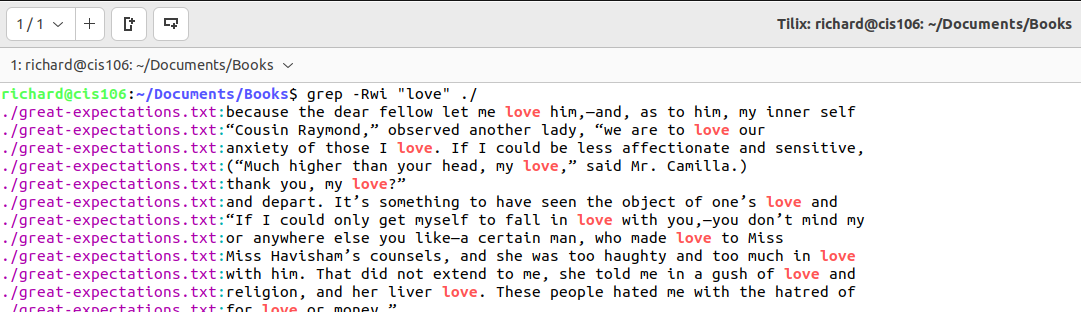 1 / 1
Tilix: richard@cis106: ~/Documents/Books
1: richard@cis106: ~/Documents/Books
richard@cis106:~/Documents/Books$ grep -Rwi "love" ./
./great-expectations.txt:because the dear fellow let me love him,—and, as to him, my inner self
./great-expectations.txt:“Cousin Raymond,” observed another lady, “we are to love our
./great-expectations.txt:anxiety of those I love. If I could be less affectionate and sensitive,
./great-expectations.txt:(“Much higher than your head, my love,” said Mr. Camilla.)
./great-expectations.txt:thank you, my love?”
./great-expectations.txt:and depart. It’s something to have seen the object of one’s love and
./great-expectations.txt:“If I could only get myself to fall in love with you,—you don’t mind my
./great-expectations.txt:or anywhere else you like—a certain man, who made love to Miss
./great-expectations.txt:Miss Havisham’s counsels, and she was too haughty and too much in love
./great-expectations.txt:with him. That did not extend to me, she told me in a gush of love and
./great-expectations.txt:religion, and her liver love. These people hated me with the hatred of
./great-expectations.txt:for love or money.”